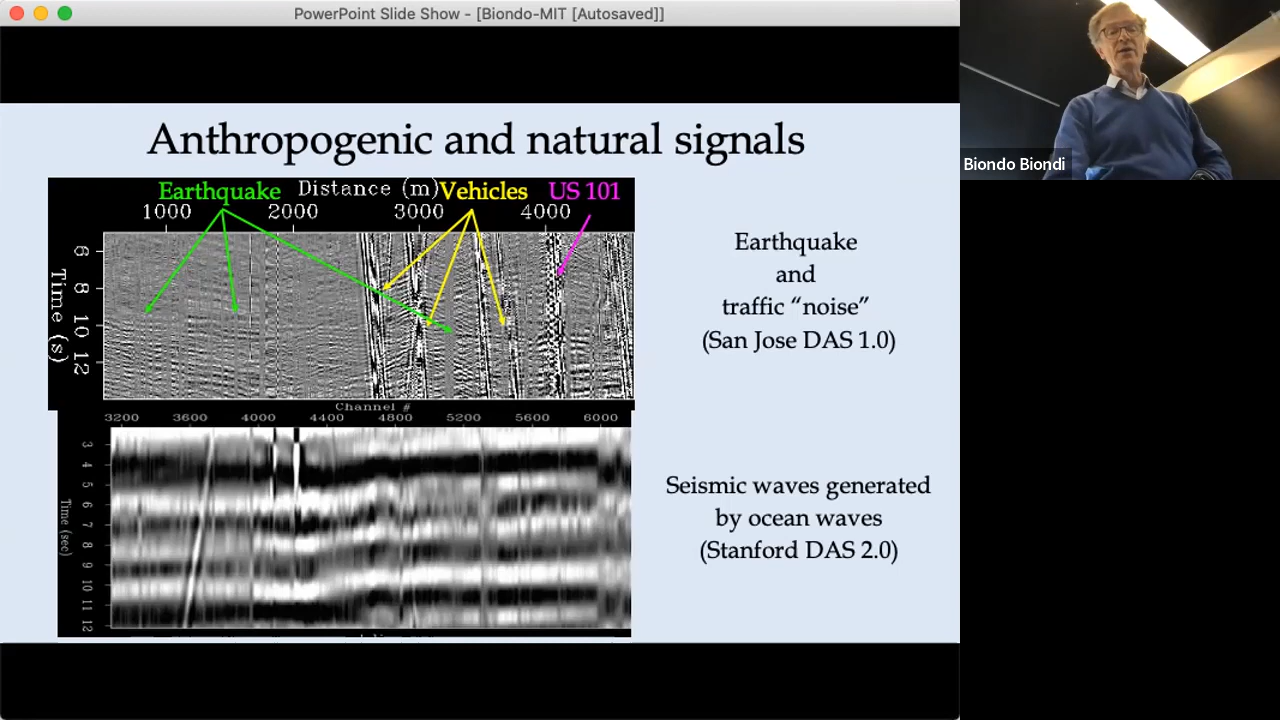 PowerPoint Slide Show - [Biondo-MIT [Autosaved]]
Biondo Biondi
Anthropogenic and natural signals
Earthquake Distance (m) Vehicles US 101
1000 2000 3000 4000
Time (s)
6
8
10
12
Earthquake
and
traffic “noise”
(San Jose DAS 1.0)
Channel #
3200 3600 4000 4400 4800 5200 5600 6000
Time (sec)
3
4
5
6
7
8
9
10
11
12
Seismic waves generated
by ocean waves
(Stanford DAS 2.0)